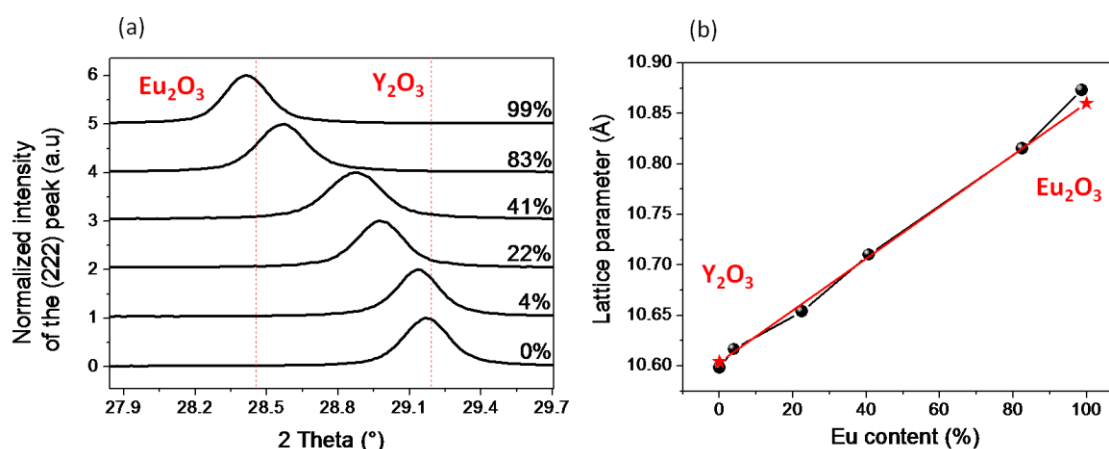 (a)
Normalized intensity
of the (222) peak (a.u)
6
5
4
3
2
1
0
Eu₂O₃
Y₂O₃
99%
83%
41%
22%
4%
0%
27.9 28.2 28.5 28.8 29.1 29.4 29.7
2 Theta (°)
(b)
Lattice parameter (Å)
10.90
10.85
10.80
10.75
10.70
10.65
10.60
Eu₂O₃
Y₂O₃
0 20 40 60 80 100
Eu content (%)